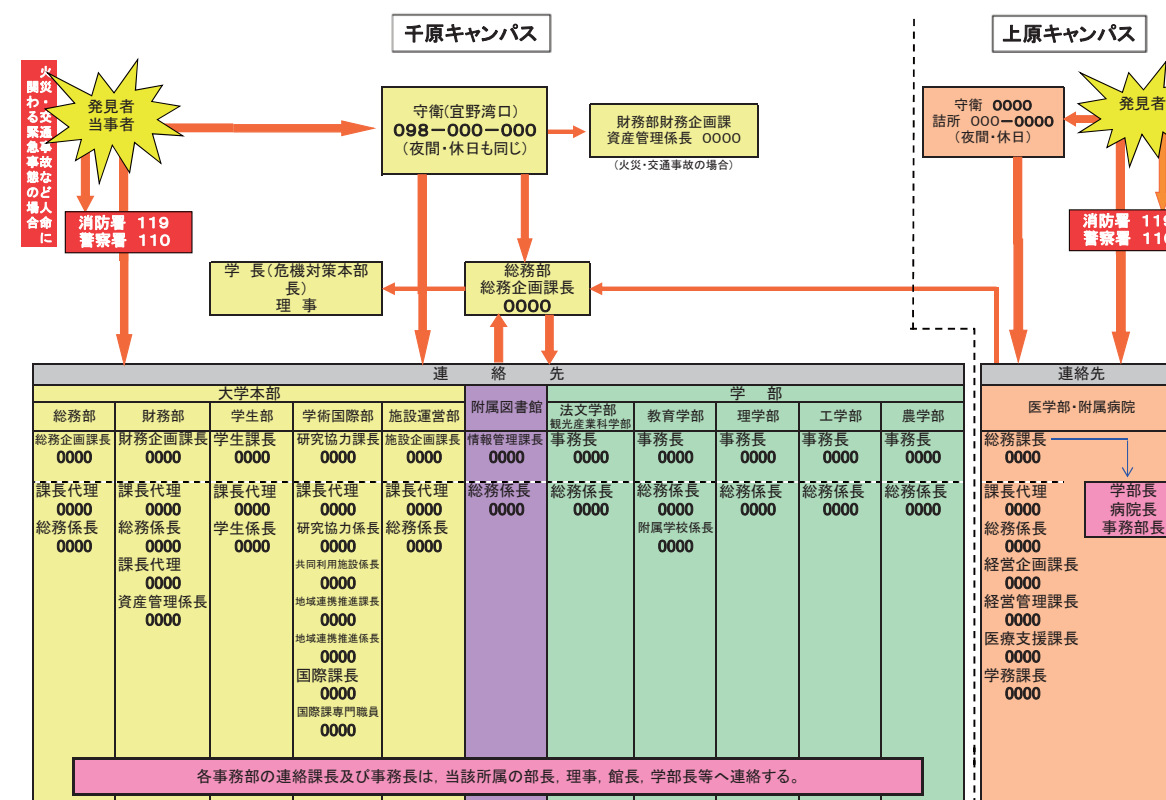 千原キャンパス
上原キャンパス
火災・交通事故など人命に
関わる緊急事態の場合
発見者
当事者
守衛(宜野湾口)
098－000－000
(夜間・休日も同じ)
財務部財務企画課
資産管理係長 0000
(火災・交通事故の場合)
守衛 0000
詰所 000－0000
(夜間・休日)
発見者
消防署 119
警察署 110
消防署
警察署
学 長(危機対策本部
長)
理 事
総務部
総務企画課長
0000
連 絡 先
連絡先
大学本部
附属図書館
学 部
医学部・附属病院
総務部 財務部 学生部 学術国際部 施設運営部
法文学部
観光産業科学部
教育学部 理学部 工学部 農学部
総務企画課長
0000
課長代理
0000
総務係長
0000
財務企画課長
0000
課長代理
0000
総務係長
0000
課長代理
0000
資産管理係長
0000
学生課長
0000
課長代理
0000
学生係長
0000
研究協力課長
0000
課長代理
0000
研究協力係長
0000
共同利用施設係長
0000
地域連携推進課長
0000
地域連携推進係長
0000
国際課長
0000
国際課専門職員
0000
施設企画課長
0000
課長代理
0000
総務係長
0000
情報管理課長
0000
総務係長
0000
事務長
0000
総務係長
0000
事務長
0000
総務係長
0000
附属学校係長
0000
事務長
0000
総務係長
0000
事務長
0000
総務係長
0000
事務長
0000
総務係長
0000
総務課長
0000
課長代理
0000
総務係長
0000
経営企画課長
0000
経営管理課長
0000
医療支援課長
0000
学務課長
0000
学部長
病院長
事務部長
各事務部の連絡課長及び事務長は, 当該所属の部長, 理事, 館長, 学部長等へ連絡する。